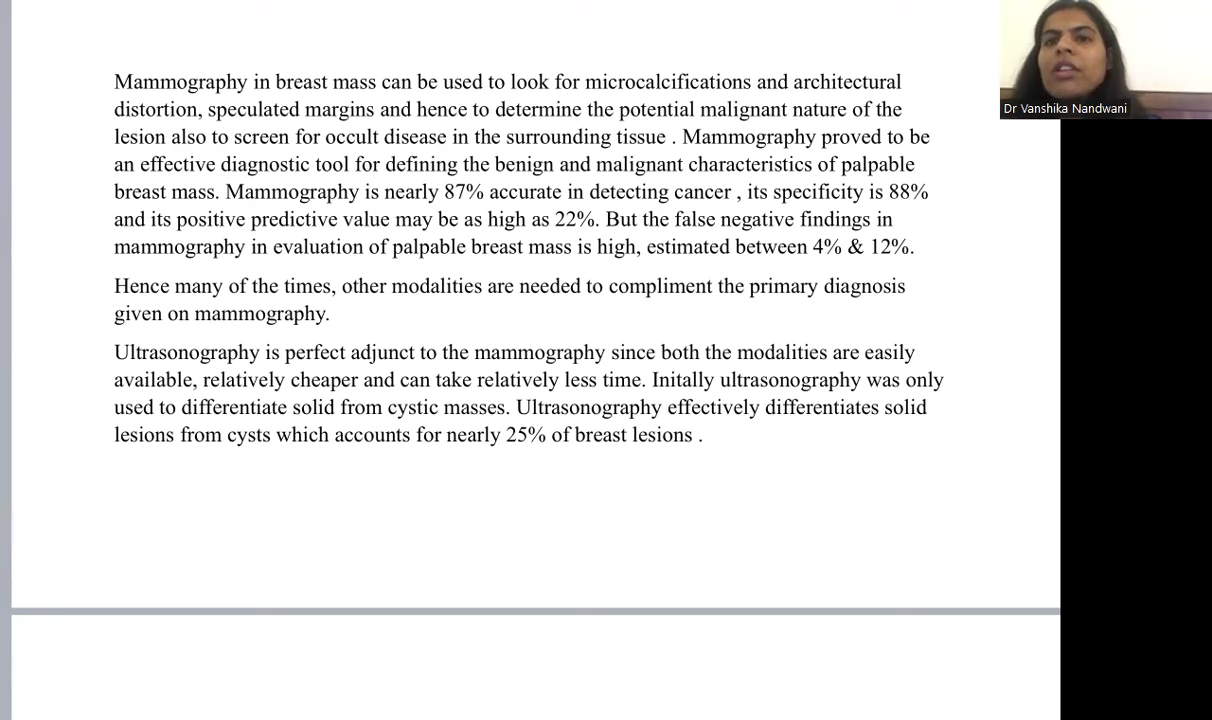 Mammography in breast mass can be used to look for microcalcifications and architectural
distortion, speculated margins and hence to determine the potential malignant nature of the
lesion also to screen for occult disease in the surrounding tissue . Mammography proved to be
an effective diagnostic tool for defining the benign and malignant characteristics of palpable
breast mass. Mammography is nearly 87% accurate in detecting cancer , its specificity is 88%
and its positive predictive value may be as high as 22%. But the false negative findings in
mammography in evaluation of palpable breast mass is high, estimated between 4% & 12%.
Hence many of the times, other modalities are needed to compliment the primary diagnosis
given on mammography.
Ultrasonography is perfect adjunct to the mammography since both the modalities are easily
available, relatively cheaper and can take relatively less time. Initally ultrasonography was only
used to differentiate solid from cystic masses. Ultrasonography effectively differentiates solid
lesions from cysts which accounts for nearly 25% of breast lesions .
Dr Vanshika Nandwani